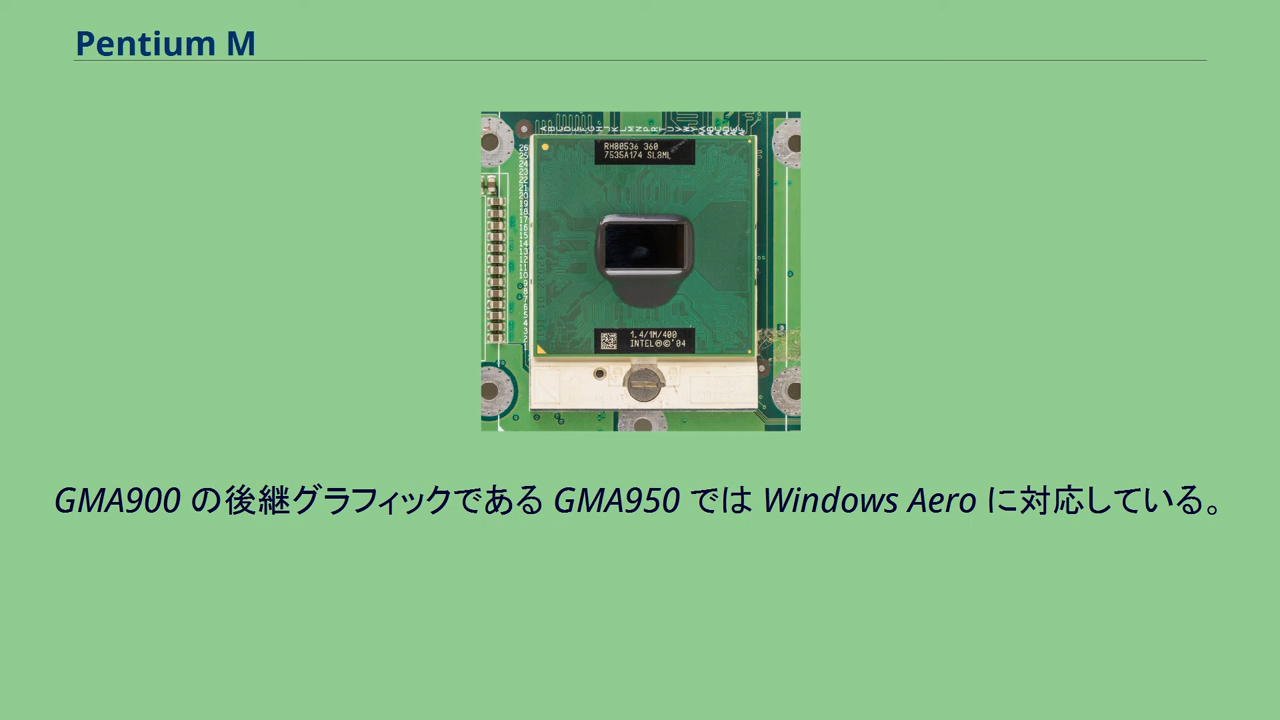 Pentium M
RH80536 360
7535A174 SL8ML
1.4/1M/400
INTEL®©'04
GMA900 の後継グラフィックである GMA950 では Windows Aero に対応している。